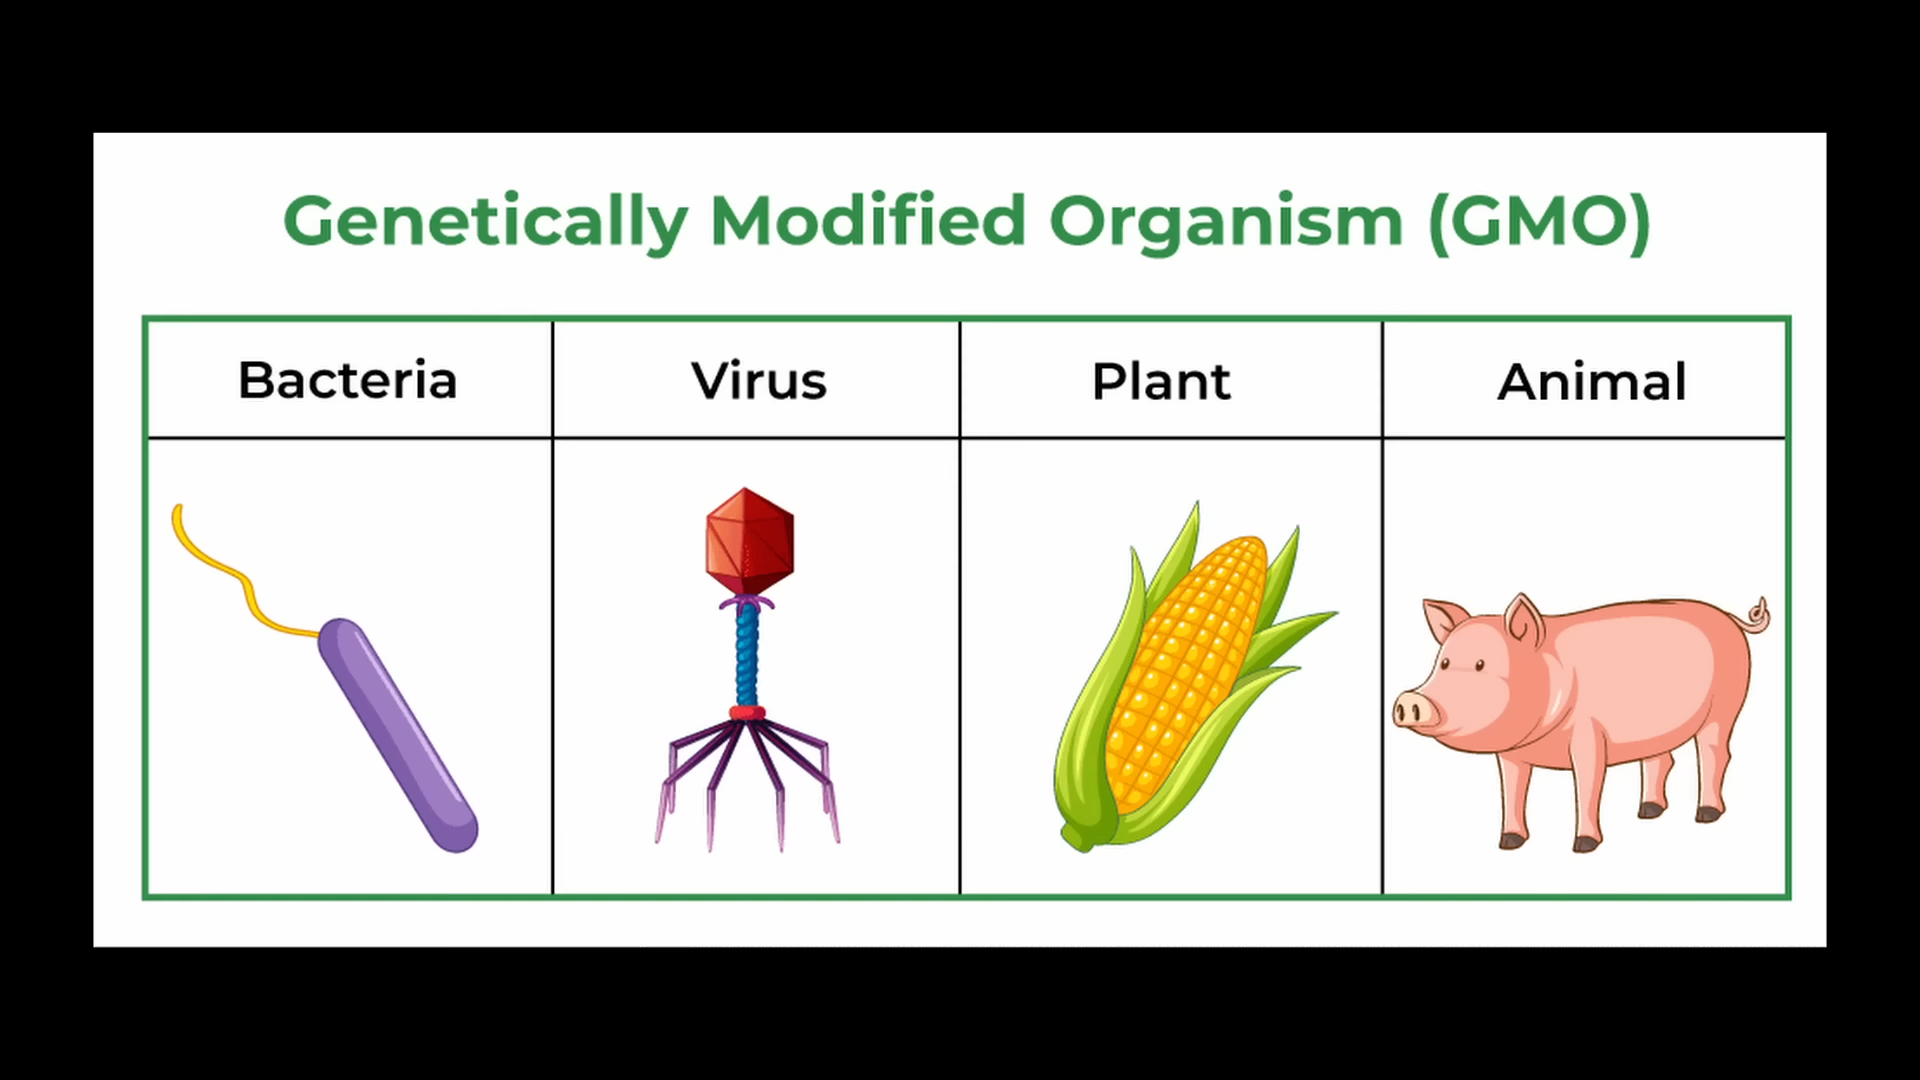 Genetically Modified Organism (GMO)
Bacteria
Virus
Plant
Animal